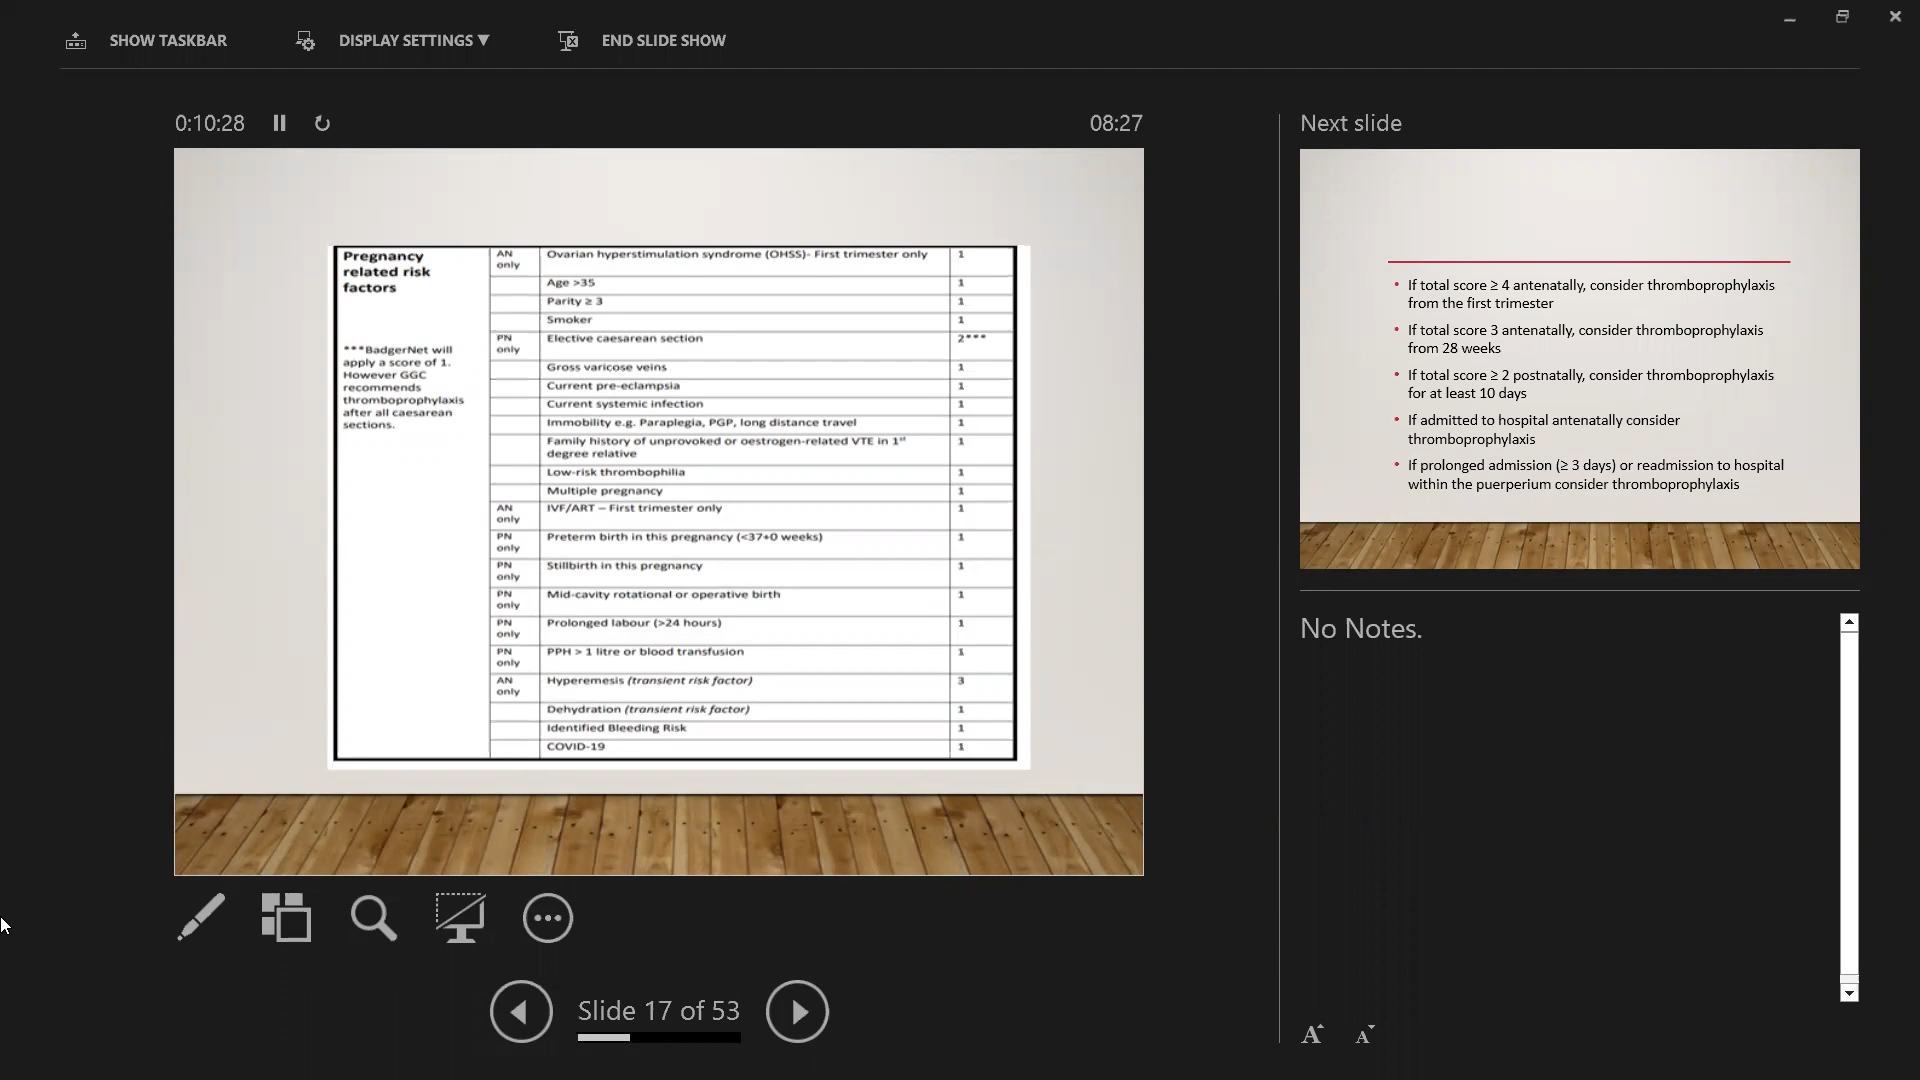 SHOW TASKBAR
DISPLAY SETTINGS ▼
END SLIDE SHOW
0:10:28
08:27
Next slide
Pregnancy
related risk
factors
***BadgerNet will
apply a score of 1.
However GGC
recommends
thromboprophylaxis
after all caesarean
sections.
AN only Ovarian hyperstimulation syndrome (OHSS)- First trimester only 1
Age >35 1
Parity ≥ 3 1
Smoker 1
PN only Elective caesarean section 2***
Gross varicose veins 1
Current pre-eclampsia 1
Current systemic infection 1
Immobility e.g. Paraplegia, PGP, long distance travel 1
Family history of unprovoked or oestrogen-related VTE in 1st 1
degree relative
Low-risk thrombophilia 1
Multiple pregnancy 1
AN only IVF/ART – First trimester only 1
PN only Preterm birth in this pregnancy (<37+0 weeks) 1
PN only Stillbirth in this pregnancy 1
PN only Mid-cavity rotational or operative birth 1
PN only Prolonged labour (>24 hours) 1
PN only PPH > 1 litre or blood transfusion 1
AN only Hyperemesis (transient risk factor) 3
Dehydration (transient risk factor) 1
Identified Bleeding Risk 1
COVID-19 1
• If total score ≥ 4 antenatally, consider thromboprophylaxis
from the first trimester
• If total score 3 antenatally, consider thromboprophylaxis
from 28 weeks
• If total score ≥ 2 postnatally, consider thromboprophylaxis
for at least 10 days
• If admitted to hospital antenatally consider
thromboprophylaxis
• If prolonged admission (≥ 3 days) or readmission to hospital
within the puerperium consider thromboprophylaxis
No Notes.
Slide 17 of 53
A A